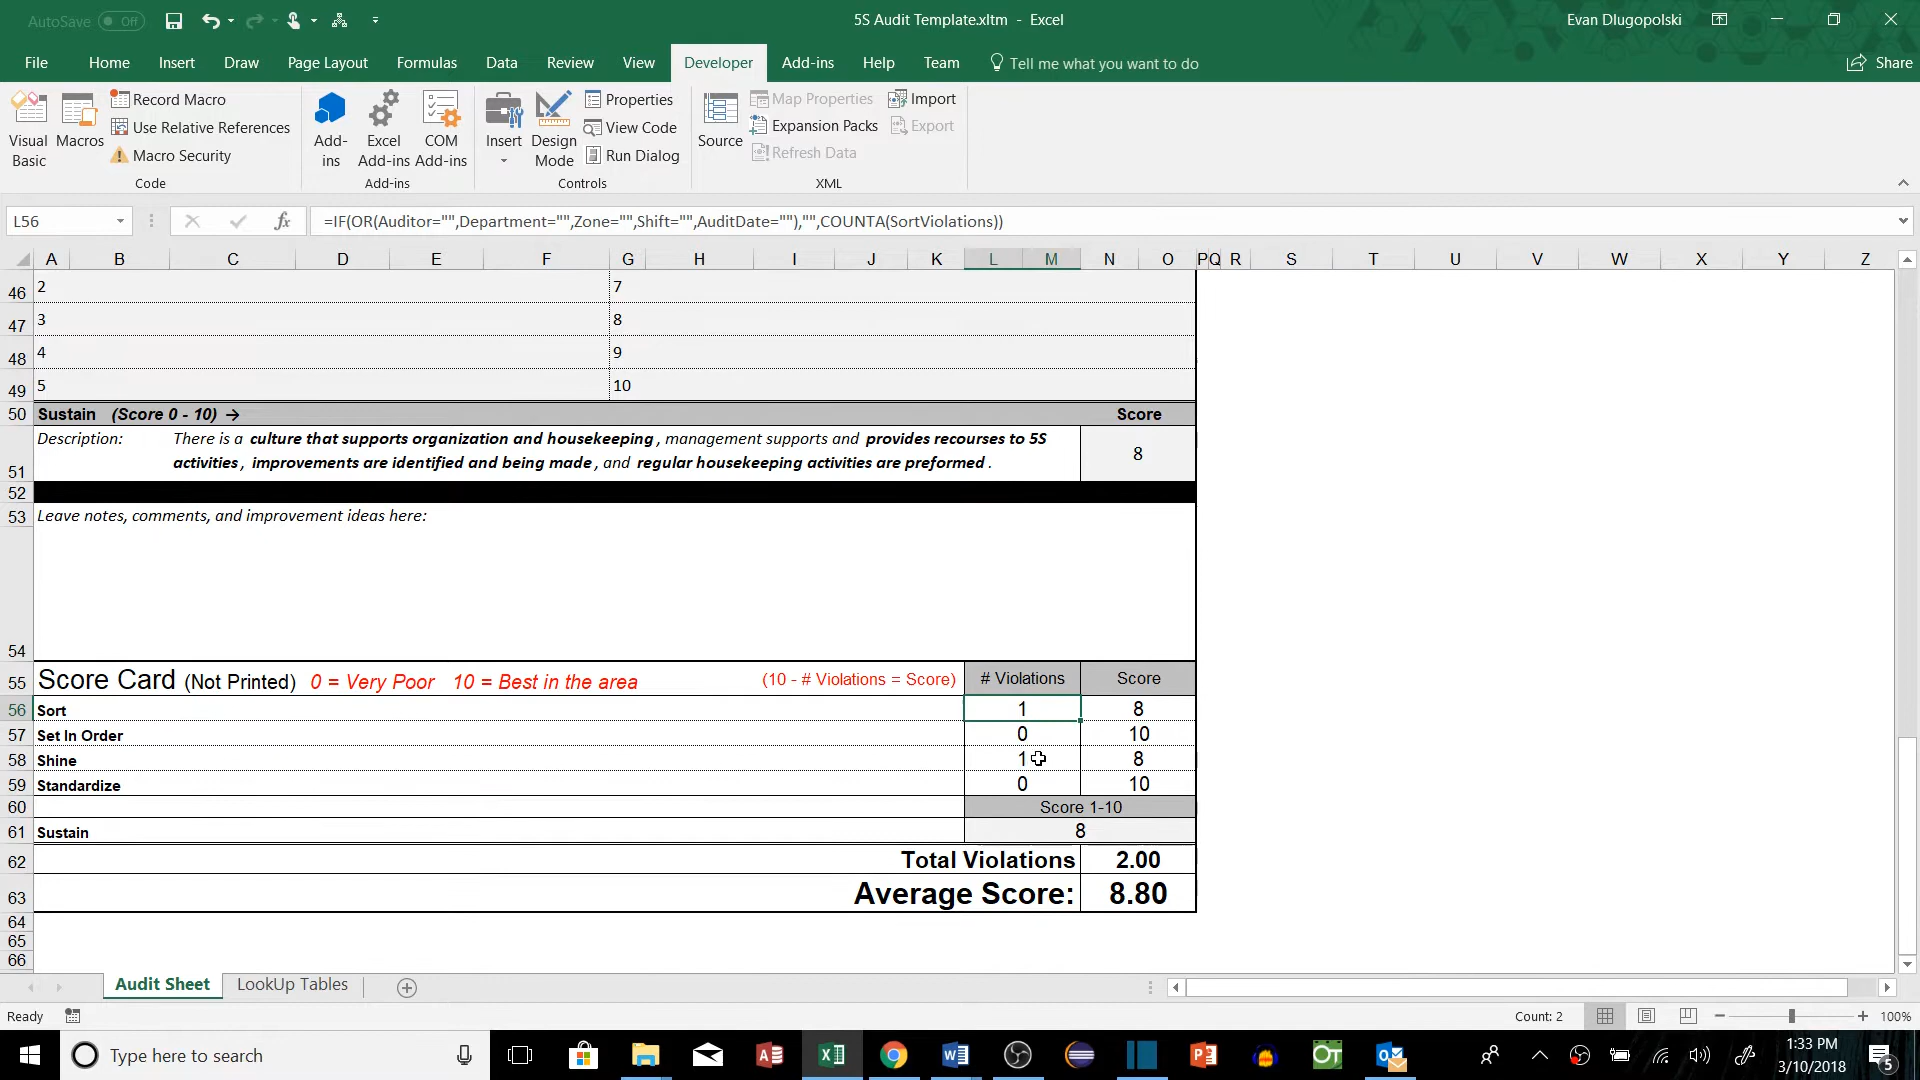 AutoSave Off
5S Audit Template.xltm - Excel
Evan Dlugopolski
File Home Insert Draw Page Layout Formulas Data Review View Developer Add-ins Help Team Tell me what you want to do
Share
Visual Basic
Macros
Record Macro
Use Relative References
Macro Security
Code
Add-ins
Excel Add-ins
COM Add-ins
Add-ins
Insert
Design Mode
Properties
View Code
Run Dialog
Controls
Source
Map Properties
Expansion Packs
Refresh Data
Import
Export
XML
L56
fx
=IF(OR(Auditor="",Department="",Zone="",Shift="",AuditDate=""),"",COUNTA(SortViolations))
A B C D E F G H I J K L M N O P Q R S T U V W X Y Z
46 2 7
47 3 8
48 4 9
49 5 10
50 Sustain (Score 0 - 10) → Score
Description: There is a culture that supports organization and housekeeping, management supports and provides recourses to 5S
51 activities, improvements are identified and being made, and regular housekeeping activities are preformed. 8
52
53 Leave notes, comments, and improvement ideas here:
54
55 Score Card (Not Printed) 0 = Very Poor 10 = Best in the area (10 - # Violations = Score) # Violations Score
56 Sort 1 8
57 Set In Order 0 10
58 Shine 1 8
59 Standardize 0 10
60 Score 1-10
61 Sustain 8
62 Total Violations 2.00
63 Average Score: 8.80
64
65
66
Audit Sheet LookUp Tables
Ready
Count: 2
100%
Type here to search
1:33 PM
3/10/2018
5